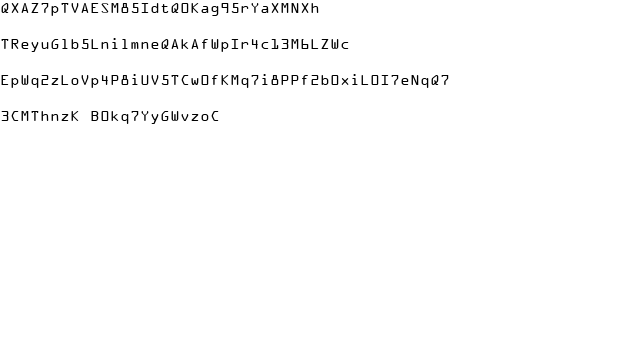 QXAZ7pTVAESM85IdtQOKag95rYaXMNXh
TReyuGlb5LnilmneQAkAfWpIr4cl3M6LZWc
EpWq2zLoVp4P8iUV5TCwOfKMq7i8PPf2bOxiLOI7eNqQ7
3CMThnzK BOkq7YyGWvzoC